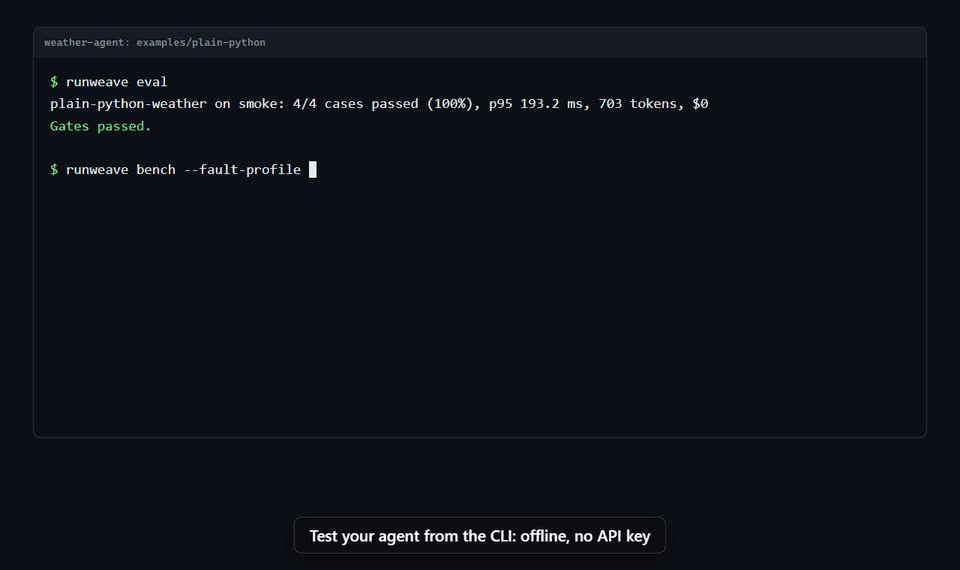 weather-agent: examples/plain-python
$ runweave eval
plain-python-weather on smoke: 4/4 cases passed (100%), p95 193.2 ms, 703 tokens, $0
Gates passed.
$ runweave bench --fault-profile
Test your agent from the CLI: offline, no API key